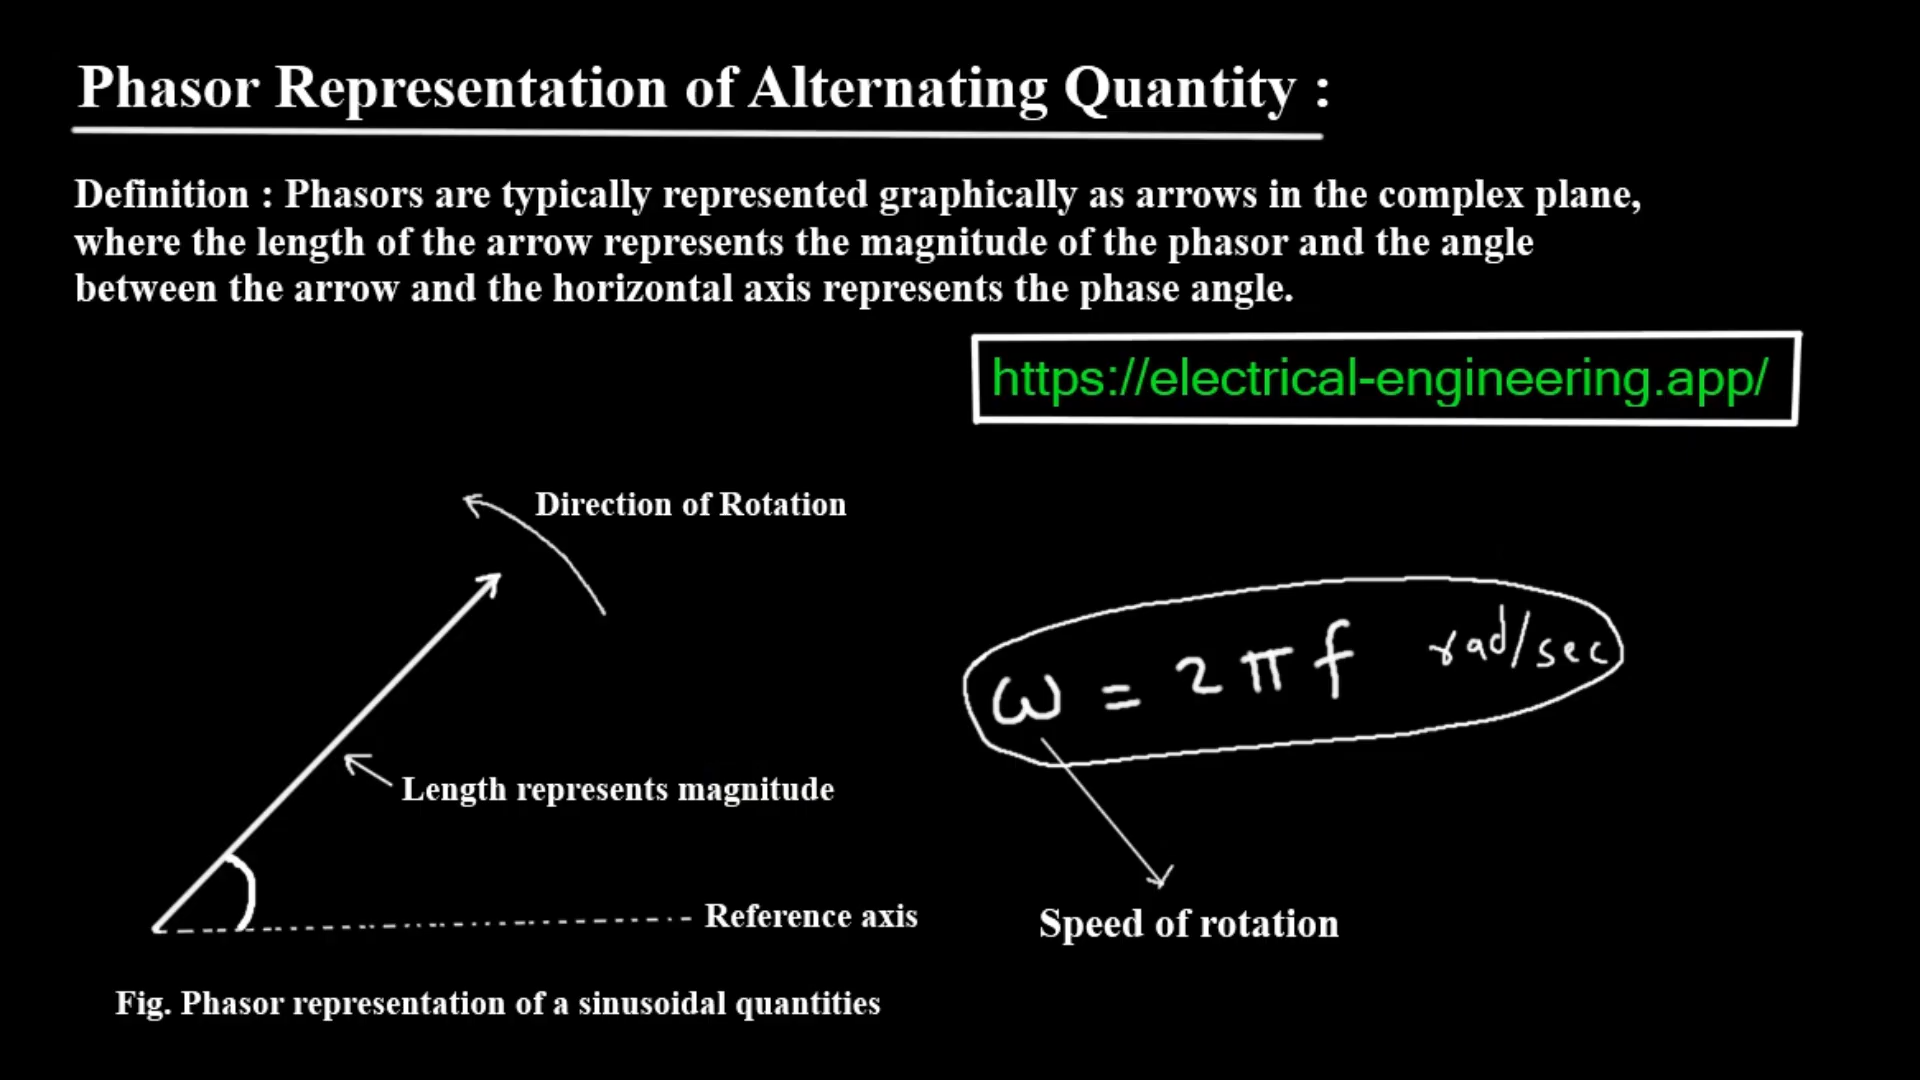 Phasor Representation of Alternating Quantity :
Definition : Phasors are typically represented graphically as arrows in the complex plane,
where the length of the arrow represents the magnitude of the phasor and the angle
between the arrow and the horizontal axis represents the phase angle.
https://electrical-engineering.app/
Direction of Rotation
ω = 2πf rad/sec
Length represents magnitude
Reference axis
Speed of rotation
Fig. Phasor representation of a sinusoidal quantities